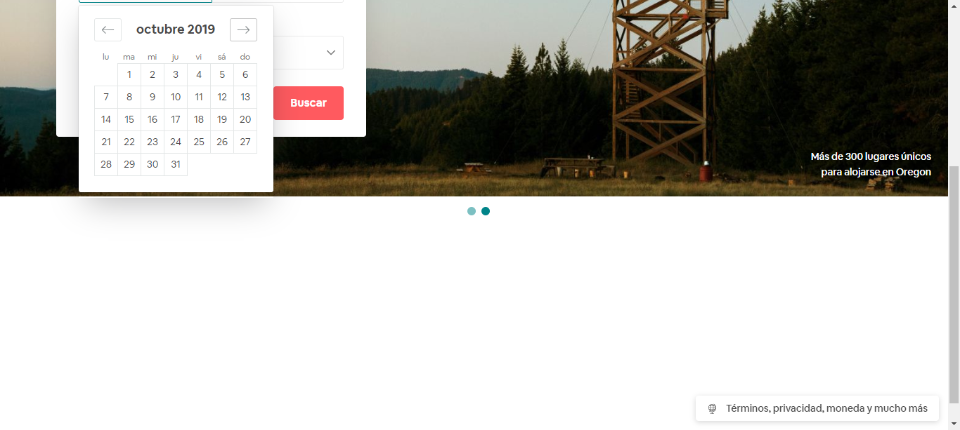 octubre 2019
lu ma mi ju vi sá do
1 2 3 4 5 6
7 8 9 10 11 12 13
14 15 16 17 18 19 20
21 22 23 24 25 26 27
28 29 30 31
Buscar
Más de 300 lugares únicos
para alojarse en Oregon
Términos, privacidad, moneda y mucho más